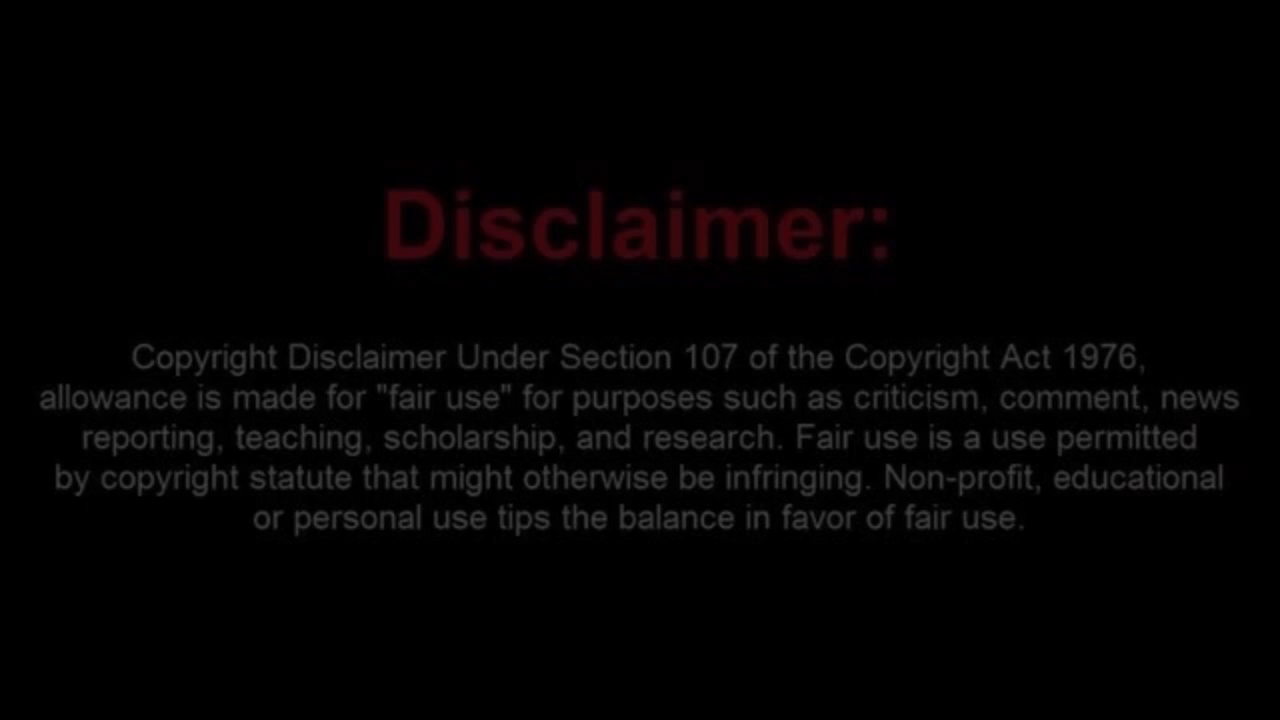 Disclaimer:
Copyright Disclaimer Under Section 107 of the Copyright Act 1976,
allowance is made for "fair use" for purposes such as criticism, comment, news
reporting, teaching, scholarship, and research. Fair use is a use permitted
by copyright statute that might otherwise be infringing. Non-profit, educational
or personal use tips the balance in favor of fair use.